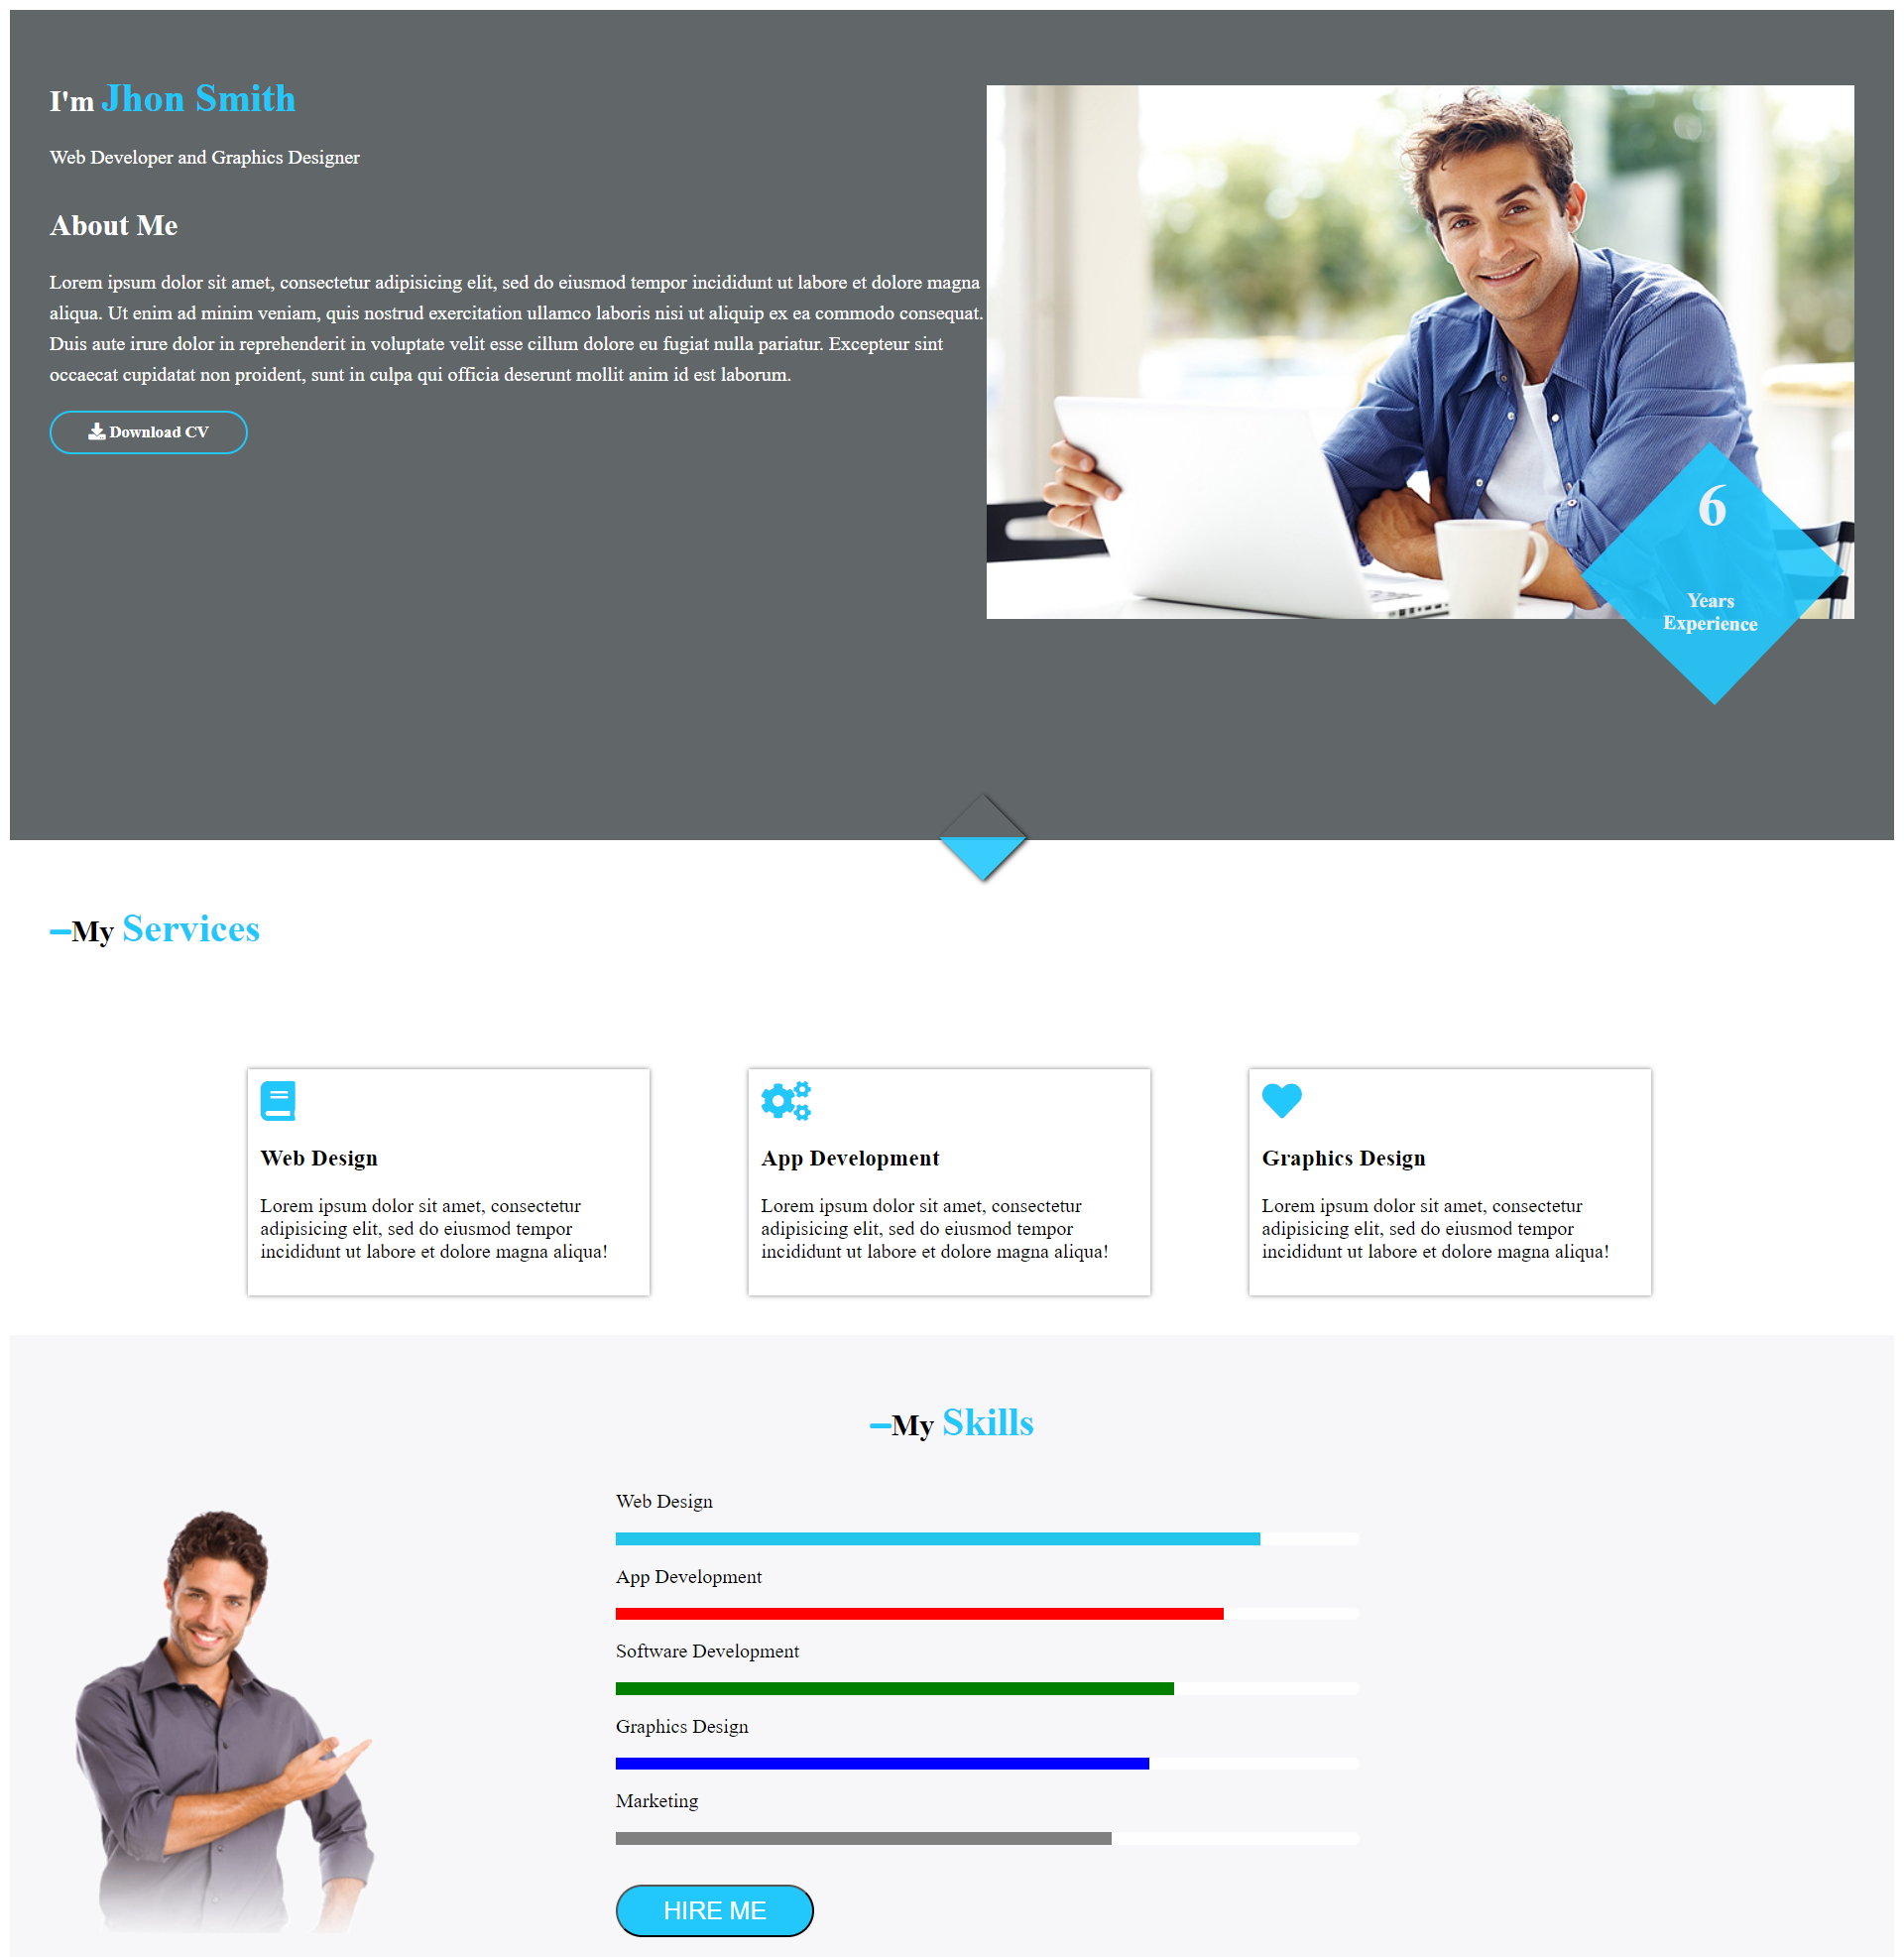 I'm Jhon Smith
Web Developer and Graphics Designer
About Me
Lorem ipsum dolor sit amet, consectetur adipisicing elit, sed do eiusmod tempor incididunt ut labore et dolore magna
aliqua. Ut enim ad minim veniam, quis nostrud exercitation ullamco laboris nisi ut aliquip ex ea commodo consequat.
Duis aute irure dolor in reprehenderit in voluptate velit esse cillum dolore eu fugiat nulla pariatur. Excepteur sint
occaecat cupidatat non proident, sunt in culpa qui officia deserunt mollit anim id est laborum.
Download CV
6
Years
Experience
My Services
Web Design
Lorem ipsum dolor sit amet, consectetur
adipisicing elit, sed do eiusmod tempor
incididunt ut labore et dolore magna aliqua!
App Development
Lorem ipsum dolor sit amet, consectetur
adipisicing elit, sed do eiusmod tempor
incididunt ut labore et dolore magna aliqua!
Graphics Design
Lorem ipsum dolor sit amet, consectetur
adipisicing elit, sed do eiusmod tempor
incididunt ut labore et dolore magna aliqua!
My Skills
Web Design
App Development
Software Development
Graphics Design
Marketing
HIRE ME